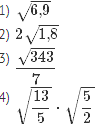 1) √6,9
2) 2√1,8
3) √343/7
4) √13/5 · √5/2